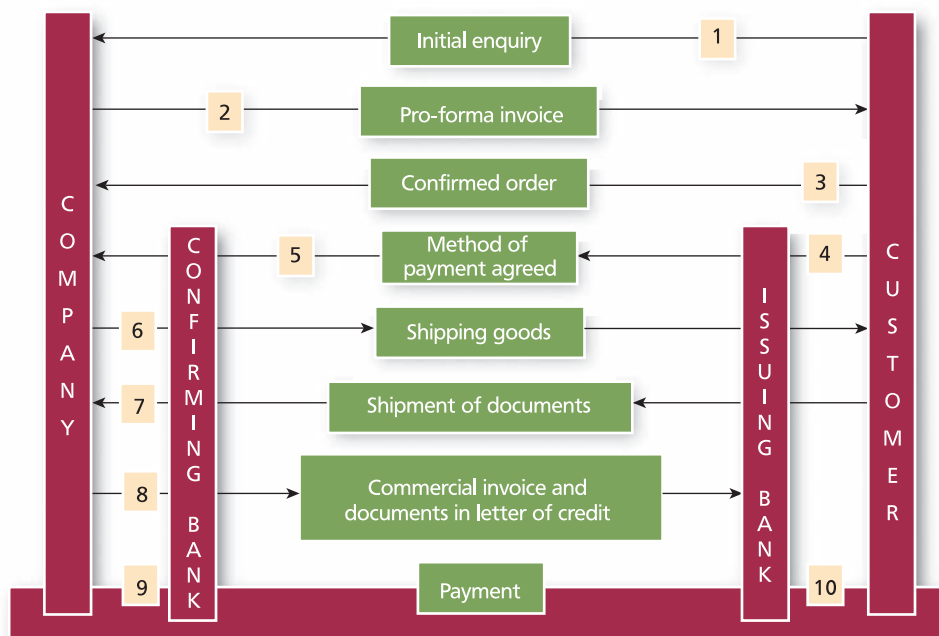 Initial enquiry
1
2
Pro-forma invoice
Confirmed order
3
COMPANY
CONFIRMING BANK
5
Method of
payment agreed
4
ISSUING BANK
CUSTOMER
6
Shipping goods
7
Shipment of documents
8
Commercial invoice and
documents in letter of credit
9
Payment
10